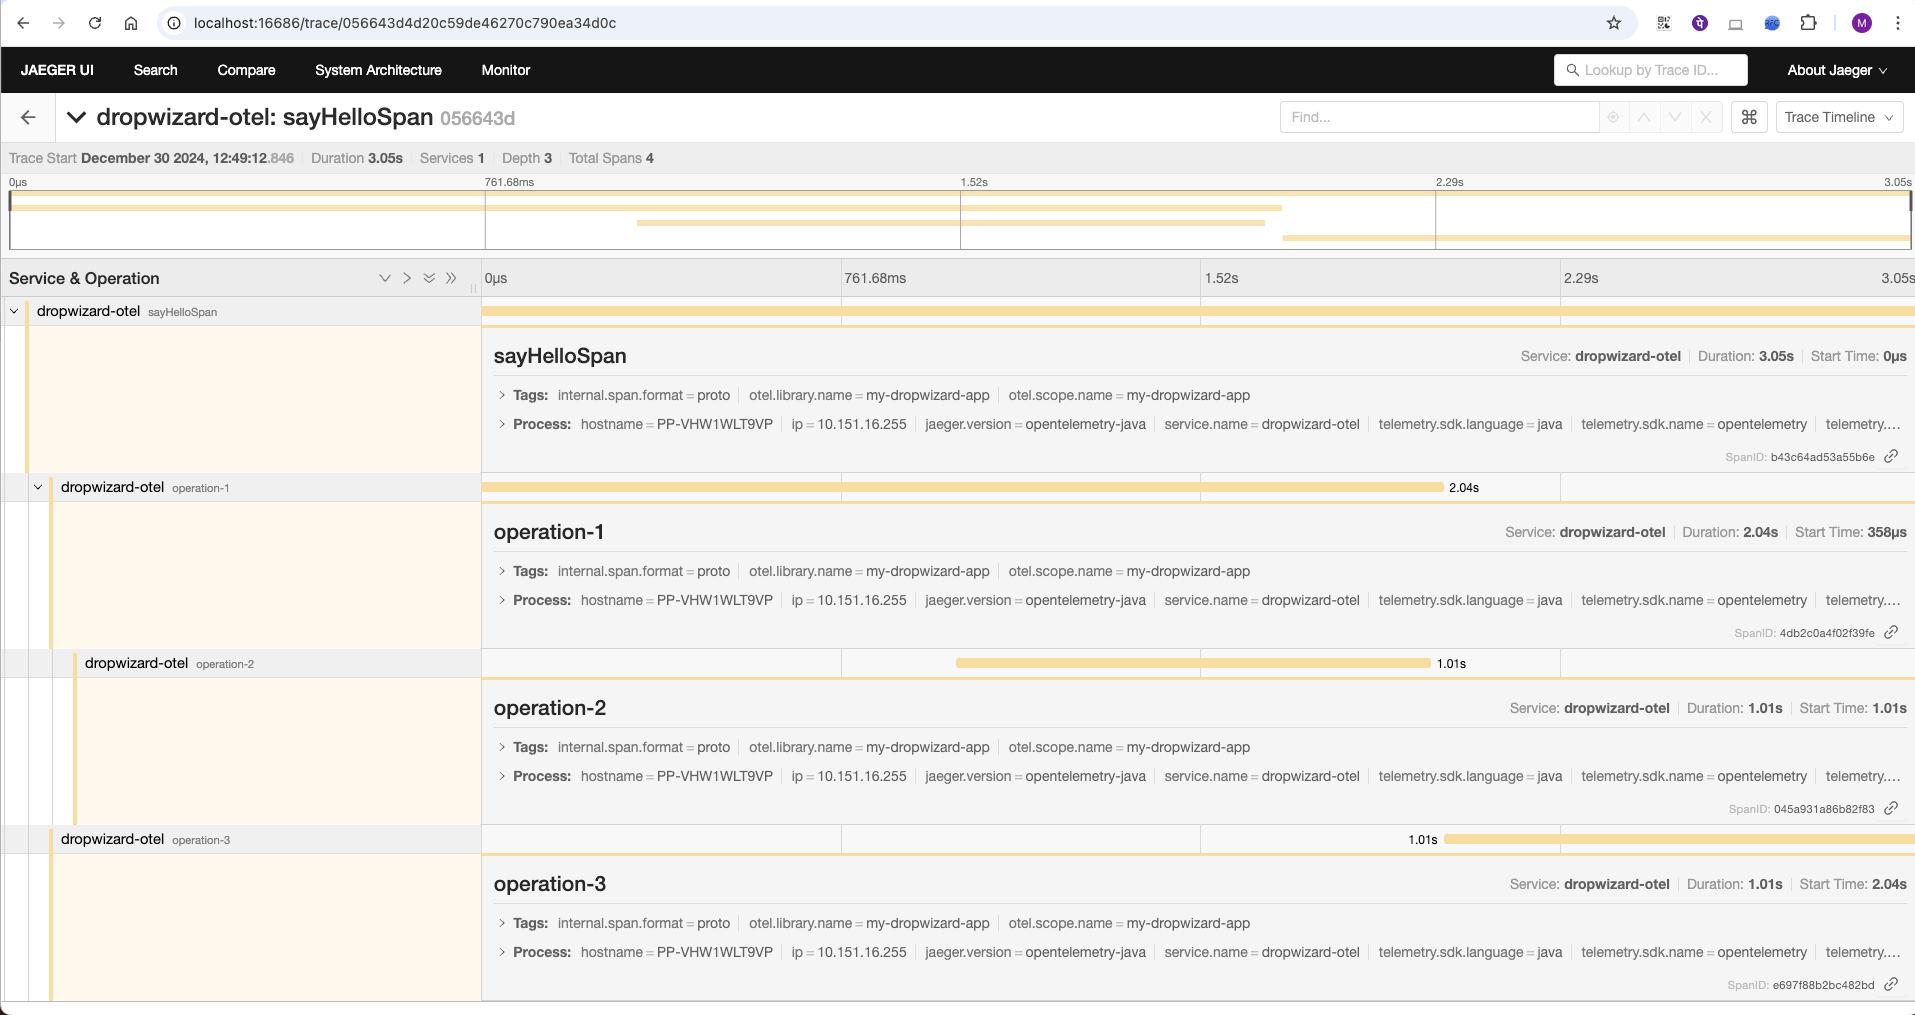 localhost:16686/trace/056643d4d20c59de46270c790ea34d0c
M
JAEGER UI Search Compare System Architecture Monitor Lookup by Trace ID... About Jaeger
dropwizard-otel: sayHelloSpan 056643d Find... ⌘ Trace Timeline
Trace Start December 30 2024, 12:49:12.846 Duration 3.05s Services 1 Depth 3 Total Spans 4
0μs 761.68ms 1.52s 2.29s 3.05s
Service & Operation 0μs 761.68ms 1.52s 2.29s 3.05s
dropwizard-otel sayHelloSpan
sayHelloSpan Service: dropwizard-otel Duration: 3.05s Start Time: 0μs
Tags: internal.span.format = proto otel.library.name = my-dropwizard-app otel.scope.name = my-dropwizard-app
Process: hostname = PP-VHW1WLT9VP ip = 10.151.16.255 jaeger.version = opentelemetry-java service.name = dropwizard-otel telemetry.sdk.language = java telemetry.sdk.name = opentelemetry telemetry....
SpanID: b43c64ad53a55b6e
dropwizard-otel operation-1 2.04s
operation-1 Service: dropwizard-otel Duration: 2.04s Start Time: 358μs
Tags: internal.span.format = proto otel.library.name = my-dropwizard-app otel.scope.name = my-dropwizard-app
Process: hostname = PP-VHW1WLT9VP ip = 10.151.16.255 jaeger.version = opentelemetry-java service.name = dropwizard-otel telemetry.sdk.language = java telemetry.sdk.name = opentelemetry telemetry....
SpanID: 4db2c0a4f02f39fe
dropwizard-otel operation-2 1.01s
operation-2 Service: dropwizard-otel Duration: 1.01s Start Time: 1.01s
Tags: internal.span.format = proto otel.library.name = my-dropwizard-app otel.scope.name = my-dropwizard-app
Process: hostname = PP-VHW1WLT9VP ip = 10.151.16.255 jaeger.version = opentelemetry-java service.name = dropwizard-otel telemetry.sdk.language = java telemetry.sdk.name = opentelemetry telemetry....
SpanID: 045a931a86b82f83
dropwizard-otel operation-3 1.01s
operation-3 Service: dropwizard-otel Duration: 1.01s Start Time: 2.04s
Tags: internal.span.format = proto otel.library.name = my-dropwizard-app otel.scope.name = my-dropwizard-app
Process: hostname = PP-VHW1WLT9VP ip = 10.151.16.255 jaeger.version = opentelemetry-java service.name = dropwizard-otel telemetry.sdk.language = java telemetry.sdk.name = opentelemetry telemetry....
SpanID: e697f88b2bc482bd